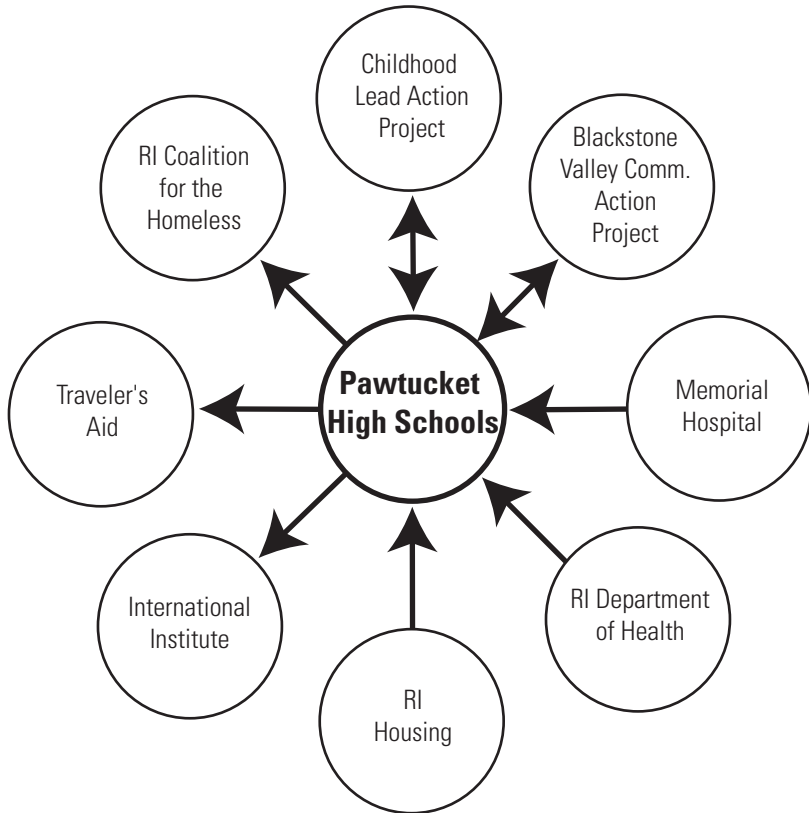 Childhood
Lead Action
Project
Blackstone
Valley Comm.
Action
Project
RI Coalition
for the
Homeless
Pawtucket
High Schools
Traveler's
Aid
Memorial
Hospital
International
Institute
RI Department
of Health
RI
Housing